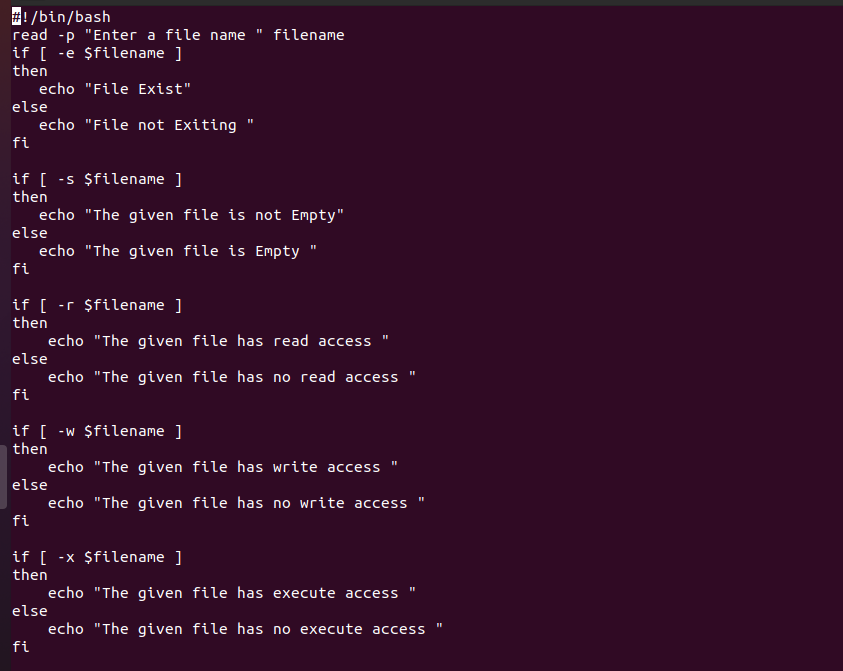 #!/bin/bash
read -p "Enter a file name " filename
if [ -e $filename ]
then
   echo "File Exist"
else
   echo "File not Exiting "
fi

if [ -s $filename ]
then
   echo "The given file is not Empty"
else
   echo "The given file is Empty "
fi

if [ -r $filename ]
then
    echo "The given file has read access "
else
    echo "The given file has no read access "
fi

if [ -w $filename ]
then
    echo "The given file has write access "
else
    echo "The given file has no write access "
fi

if [ -x $filename ]
then
    echo "The given file has execute access "
else
    echo "The given file has no execute access "
fi